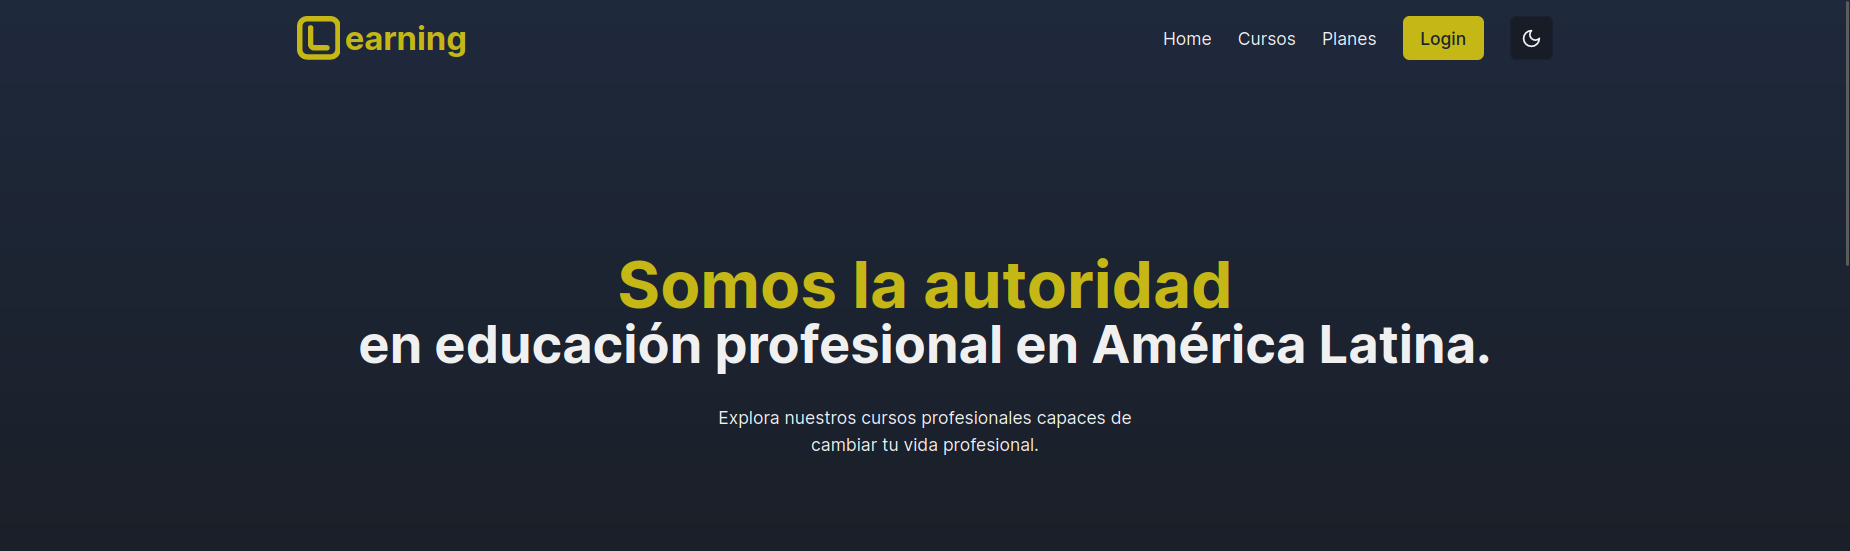 Learning
Home Cursos Planes Login
Somos la autoridad
en educación profesional en América Latina.
Explora nuestros cursos profesionales capaces de
cambiar tu vida profesional.